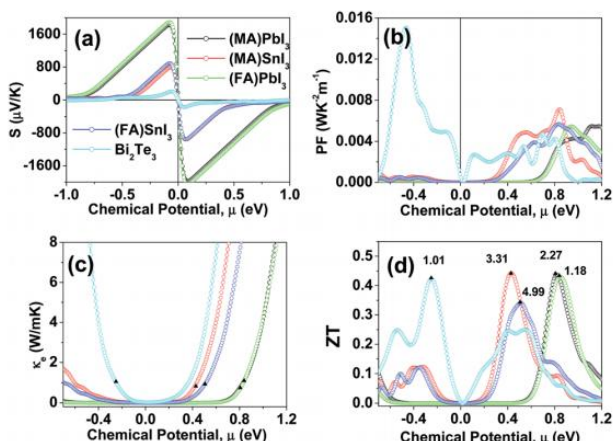 (a)
1600
800
0
-800
-1600
S (µV/K)
(MA)PbI3
(MA)SnI3
(FA)PbI3
(FA)SnI3
Bi2Te3
-1.0 -0.5 0.0 0.5 1.0
Chemical Potential, µ (eV)
(b)
0.016
0.012
0.008
0.004
0.000
PF (WK-2m-1)
-0.4 0.0 0.4 0.8 1.2
Chemical Potential, µ (eV)
(c)
8
6
4
2
0
κe (W/mK)
-0.4 0.0 0.4 0.8 1.2
Chemical Potential, µ (eV)
(d)
0.5
0.4
0.3
0.2
0.1
0.0
ZT
1.01
3.31
4.99
2.27
1.18
-0.4 0.0 0.4 0.8 1.2
Chemical Potential, µ (eV)